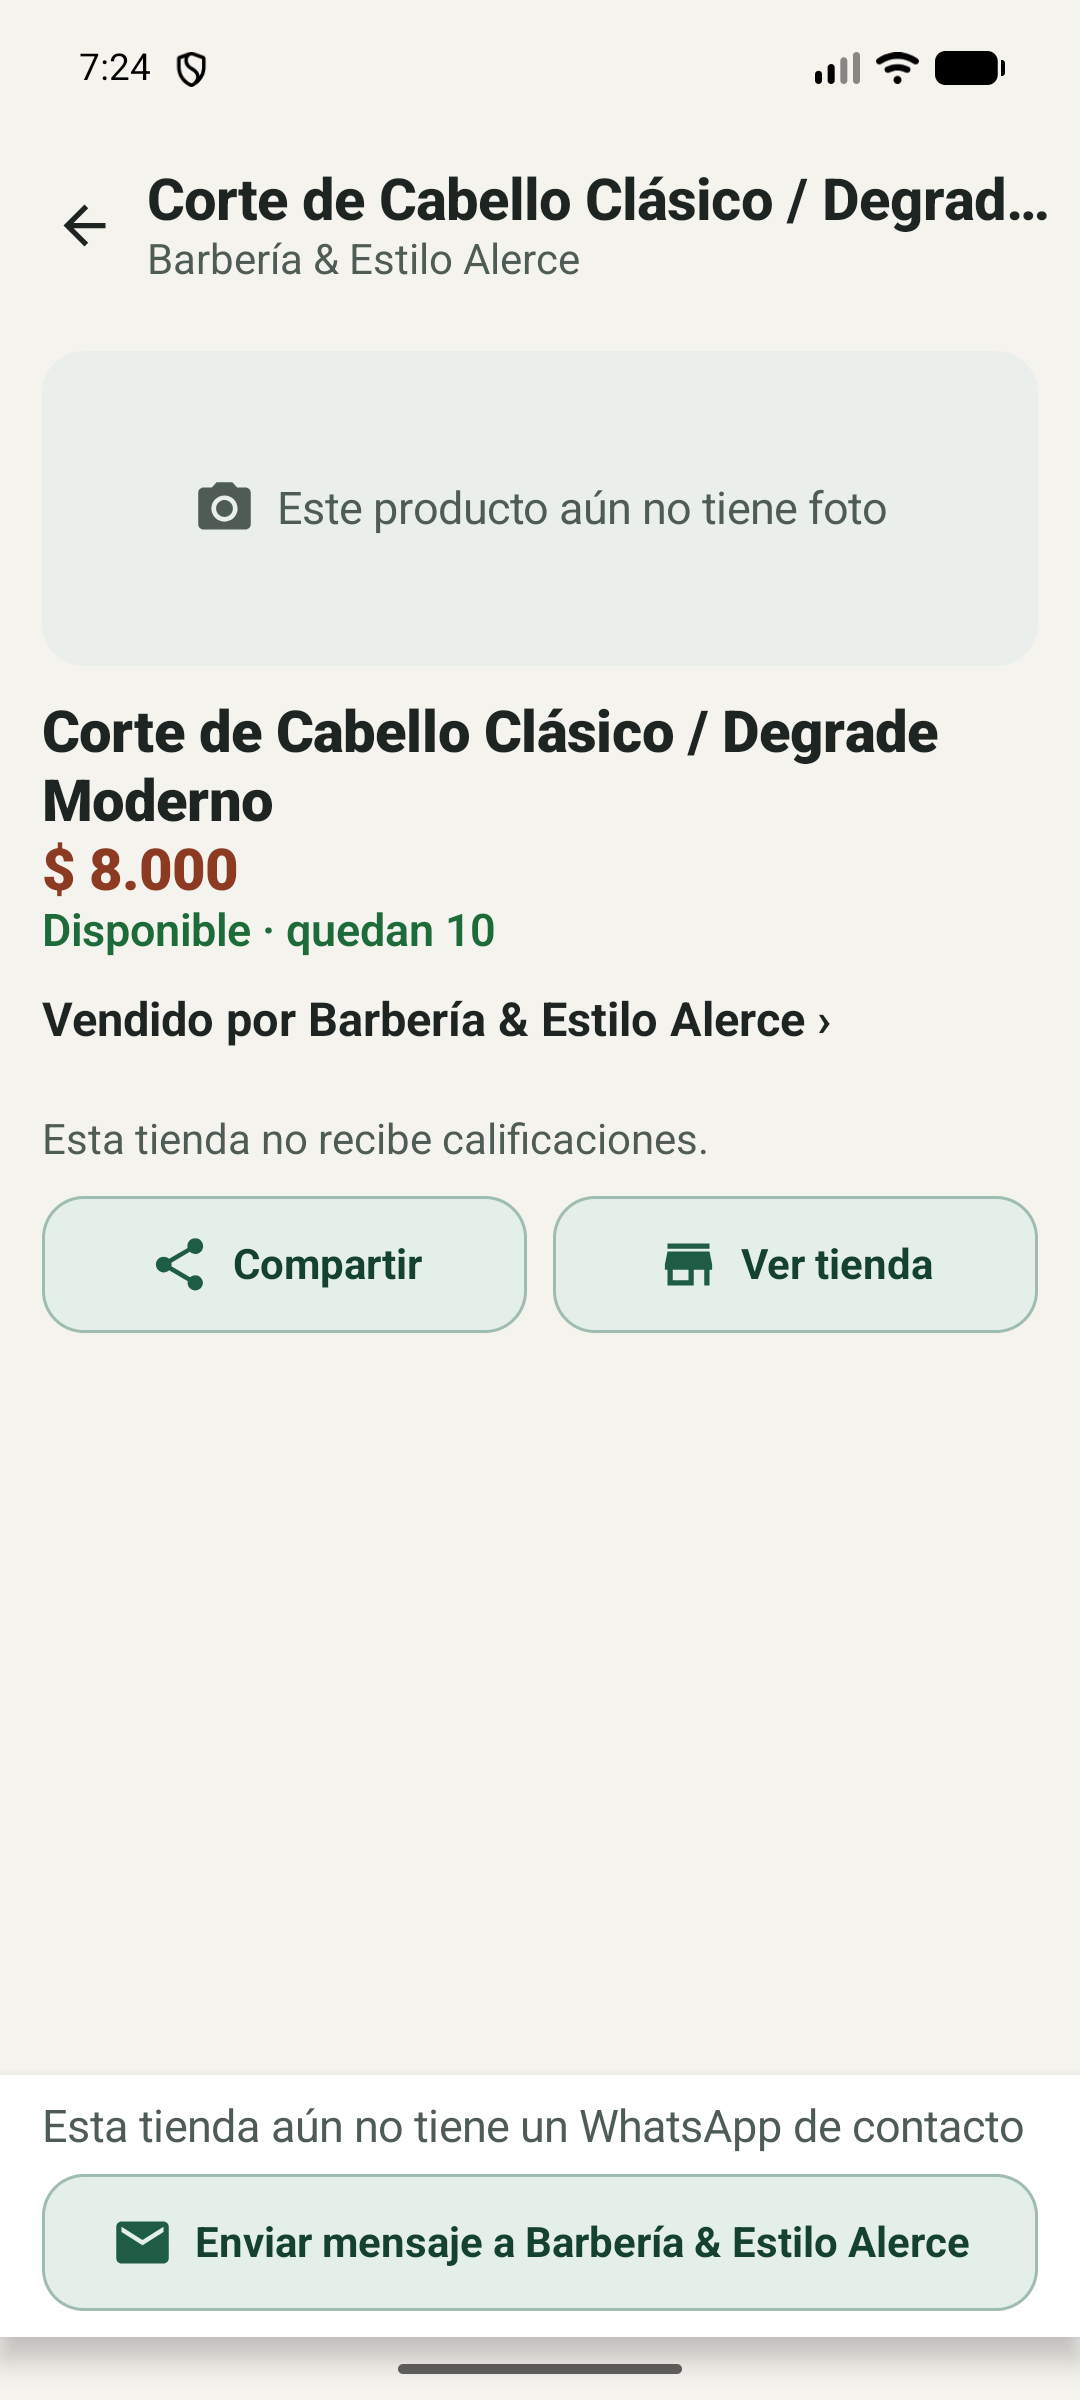 7:24
Corte de Cabello Clásico / Degrad...
Barbería & Estilo Alerce
Este producto aún no tiene foto
Corte de Cabello Clásico / Degrade
Moderno
$ 8.000
Disponible · quedan 10
Vendido por Barbería & Estilo Alerce ›
Esta tienda no recibe calificaciones.
Compartir
Ver tienda
Esta tienda aún no tiene un WhatsApp de contacto
Enviar mensaje a Barbería & Estilo Alerce